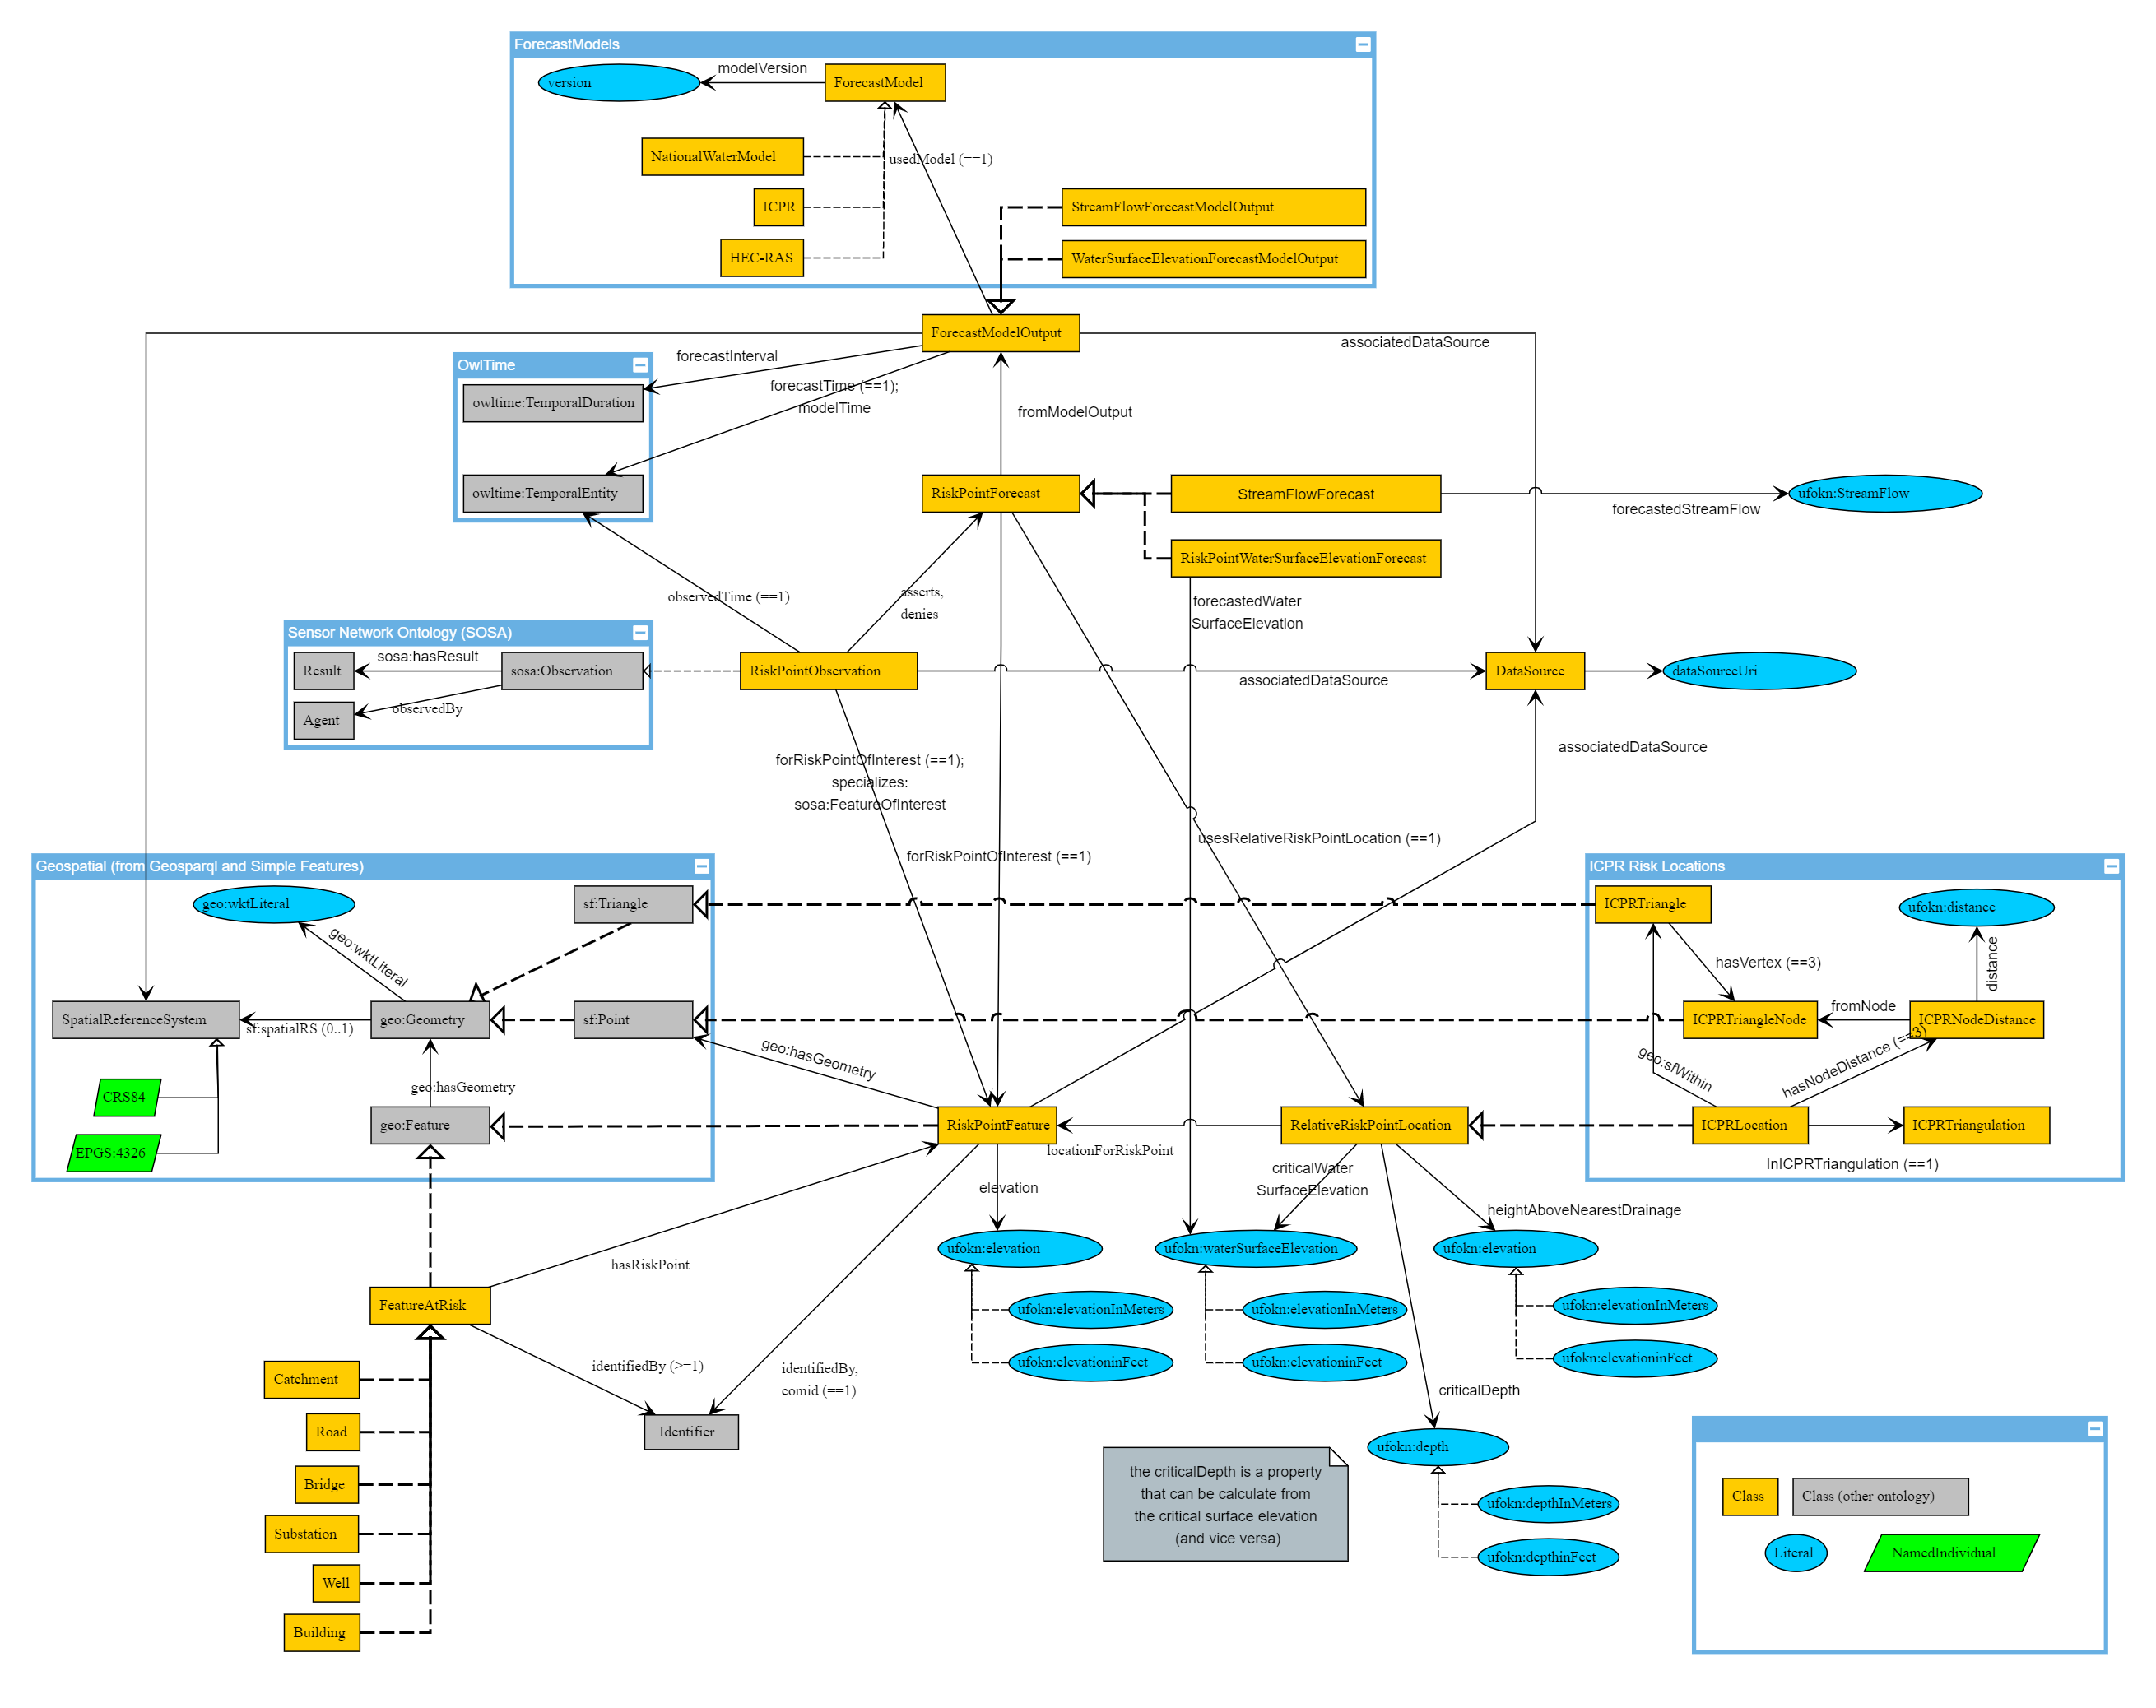 ForecastModels
version
modelVersion
ForecastModel
NationalWaterModel
usedModel (==1)
ICPR
StreamFlowForecastModelOutput
HEC-RAS
WaterSurfaceElevationForecastModelOutput
ForecastModelOutput
associatedDataSource
forecastInterval
OwlTime
owltime:TemporalDuration
forecastTime (==1);
modelTime
fromModelOutput
owltime:TemporalEntity
RiskPointForecast
StreamFlowForecast
ufokn:StreamFlow
forecastedStreamFlow
RiskPointWaterSurfaceElevationForecast
observedTime (==1)
asserts,
denies
forecastedWater
SurfaceElevation
Sensor Network Ontology (SOSA)
Result
sosa:hasResult
sosa:Observation
RiskPointObservation
associatedDataSource
DataSource
dataSourceUri
Agent
observedBy
associatedDataSource
forRiskPointOfInterest (==1);
specializes:
sosa:FeatureOfInterest
usesRelativeRiskPointLocation (==1)
forRiskPointOfInterest (==1)
Geospatial (from Geosparql and Simple Features)
geo:wktLiteral
sf:Triangle
geo:wktLiteral
SpatialReferenceSystem
sf:spatialRS (0..1)
geo:Geometry
sf:Point
geo:hasGeometry
geo:hasGeometry
CRS84
EPGS:4326
geo:Feature
ICPR Risk Locations
ICPRTriangle
ufokn:distance
hasVertex (==3)
distance
ICPRTriangleNode
fromNode
ICPRNodeDistance
geo:sfWithin
hasNodeDistance (==3)
ICPRLocation
ICPRTriangulation
InICPRTriangulation (==1)
RiskPointFeature
locationForRiskPoint
RelativeRiskPointLocation
elevation
criticalWater
SurfaceElevation
heightAboveNearestDrainage
ufokn:elevation
ufokn:waterSurfaceElevation
ufokn:elevation
hasRiskPoint
FeatureAtRisk
ufokn:elevationInMeters
ufokn:elevationInMeters
ufokn:elevationInMeters
ufokn:elevationinFeet
ufokn:elevationinFeet
ufokn:elevationinFeet
identifiedBy (>=1)
identifiedBy,
comid (==1)
criticalDepth
Identifier
Catchment
Road
Bridge
Substation
Well
Building
ufokn:depth
ufokn:depthInMeters
ufokn:depthinFeet
the criticalDepth is a property
that can be calculate from
the critical surface elevation
(and vice versa)
Class
Class (other ontology)
Literal
NamedIndividual